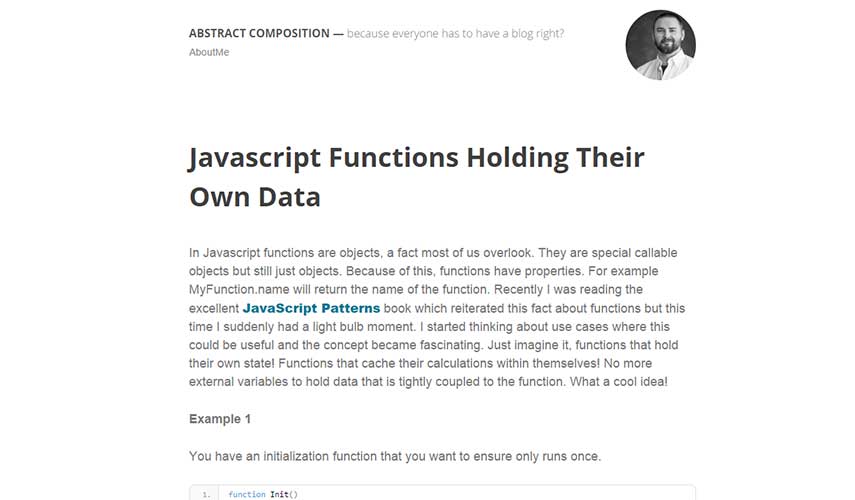 ABSTRACT COMPOSITION — because everyone has to have a blog right?
AboutMe
Javascript Functions Holding Their
Own Data
In Javascript functions are objects, a fact most of us overlook. They are special callable
objects but still just objects. Because of this, functions have properties. For example
MyFunction.name will return the name of the function. Recently I was reading the
excellent JavaScript Patterns book which reiterated this fact about functions but this
time I suddenly had a light bulb moment. I started thinking about use cases where this
could be useful and the concept became fascinating. Just imagine it, functions that hold
their own state! Functions that cache their calculations within themselves! No more
external variables to hold data that is tightly coupled to the function. What a cool idea!
Example 1
You have an initialization function that you want to ensure only runs once.
1. function Init()